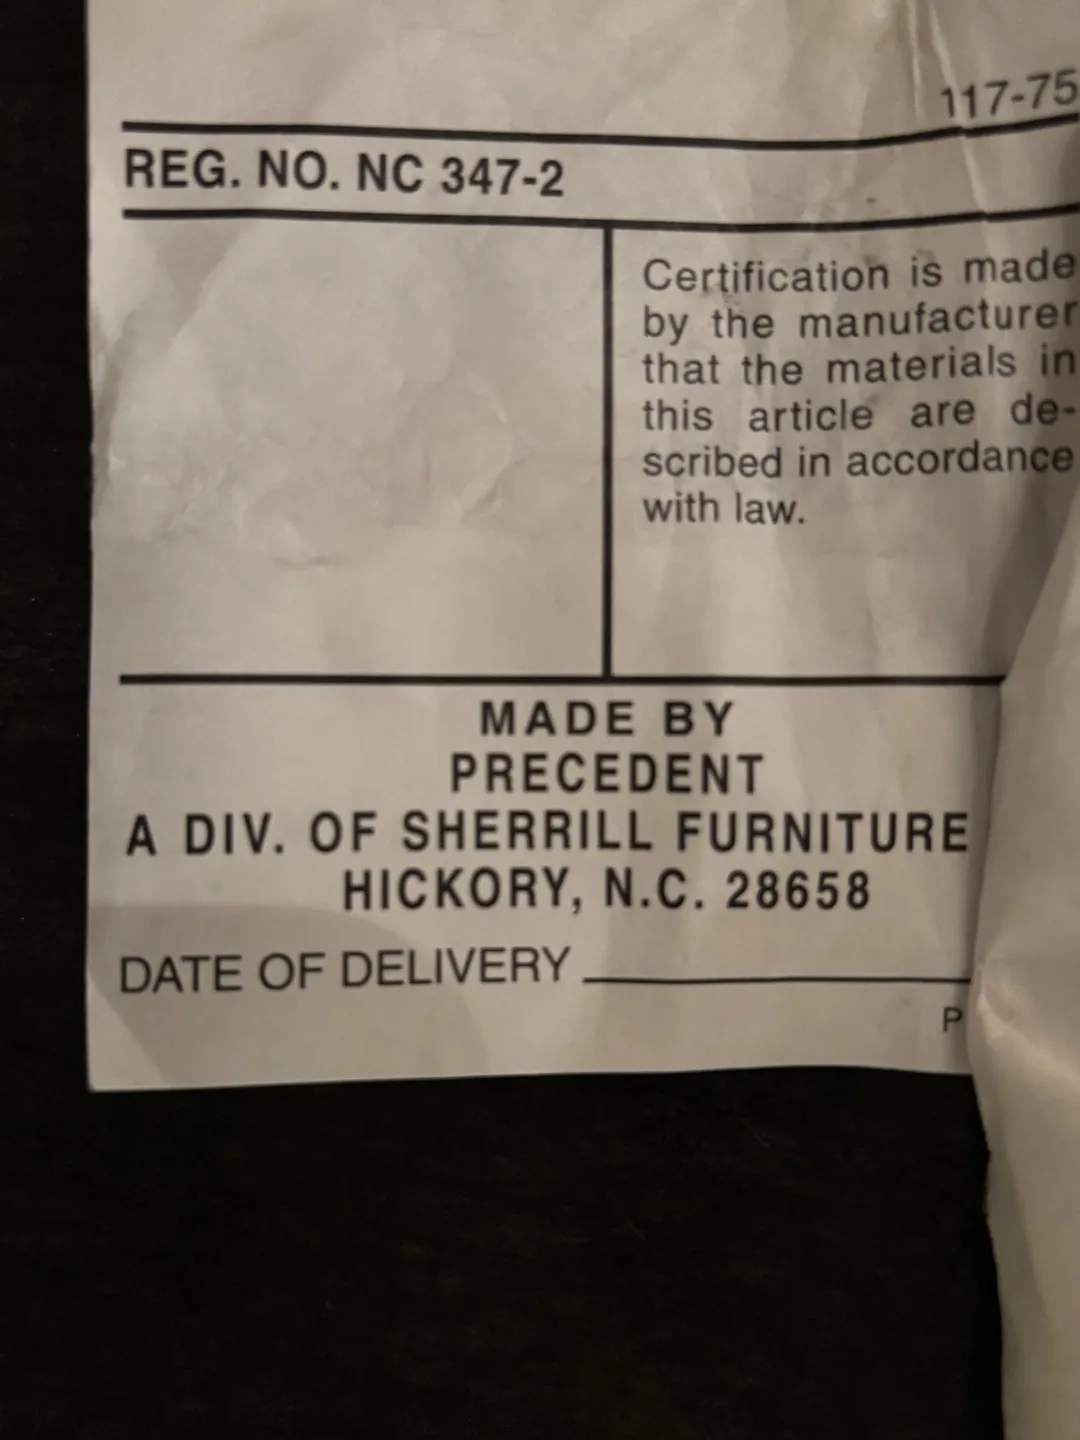 117-75
REG. NO. NC 347-2
Certification is made
by the manufacturer
that the materials in
this article are de-
scribed in accordance
with law.
MADE BY
PRECEDENT
A DIV. OF SHERRILL FURNITURE
HICKORY, N.C. 28658
DATE OF DELIVERY
P